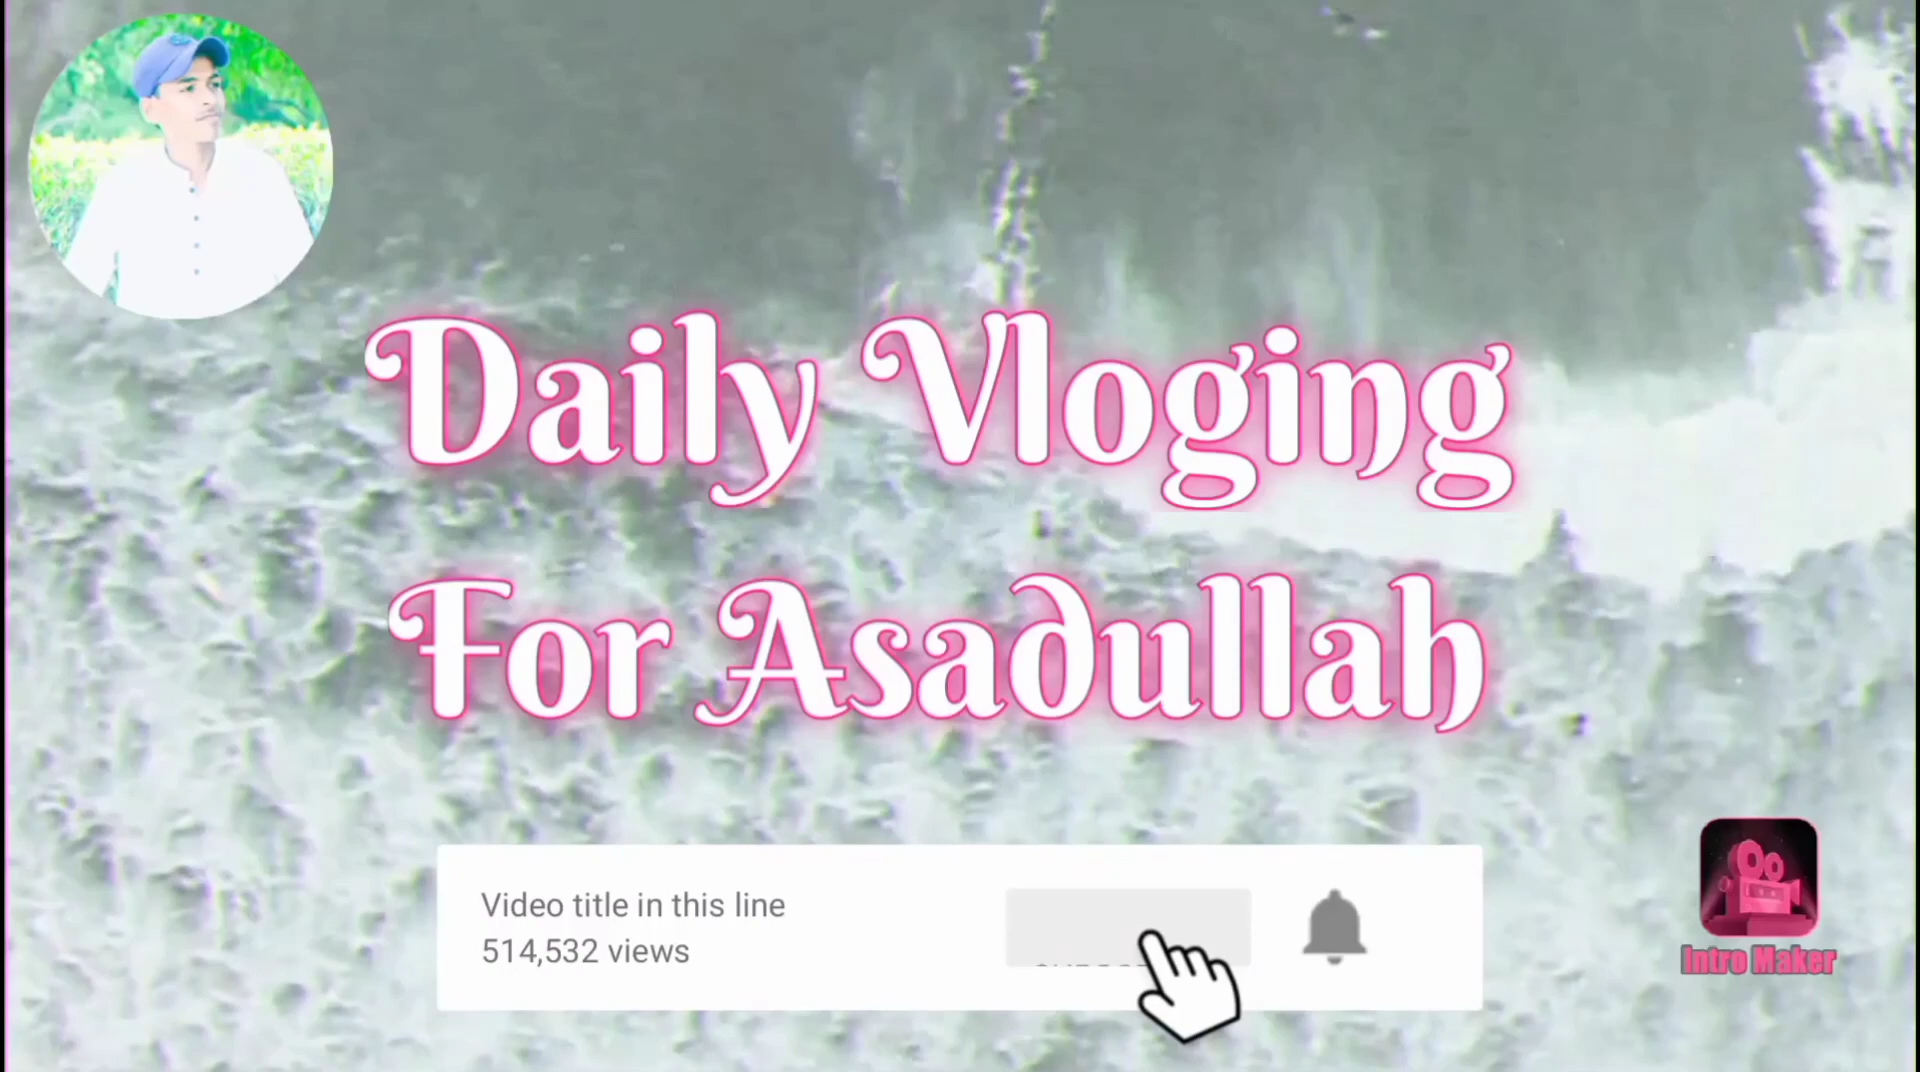 Daily Vloging
For Asadullah
Video title in this line
514,532 views
Intro Maker